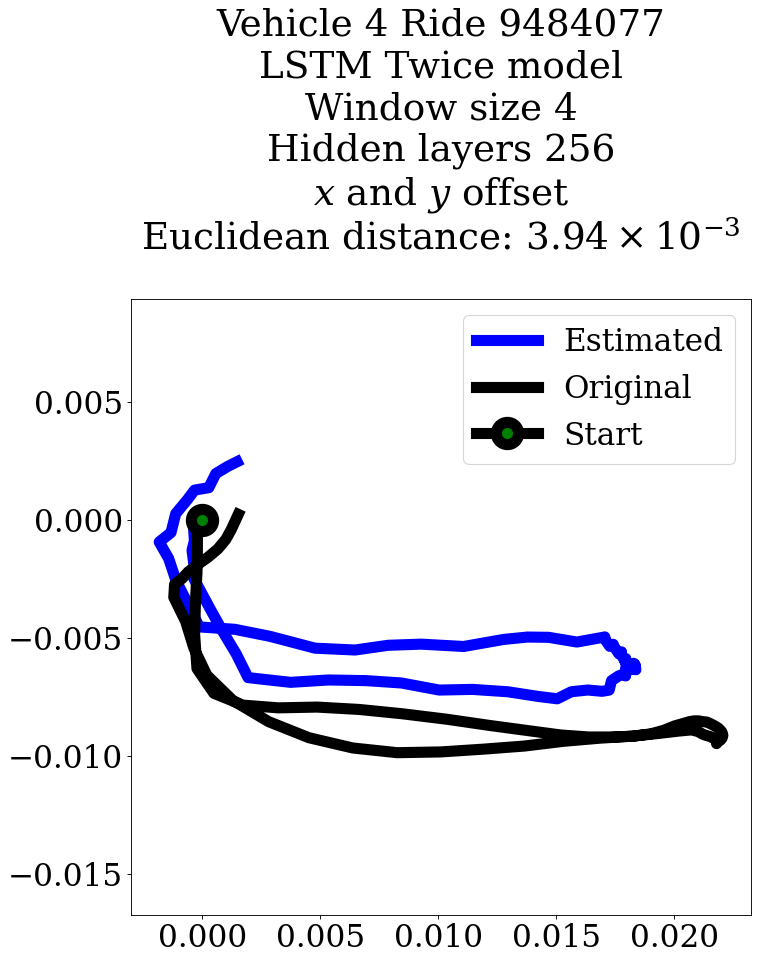 Vehicle 4 Ride 9484077
LSTM Twice model
Window size 4
Hidden layers 256
x and y offset
Euclidean distance: 3.94 × 10⁻³
Estimated
Original
Start
0.005
0.000
−0.005
−0.010
−0.015
0.000 0.005 0.010 0.015 0.020